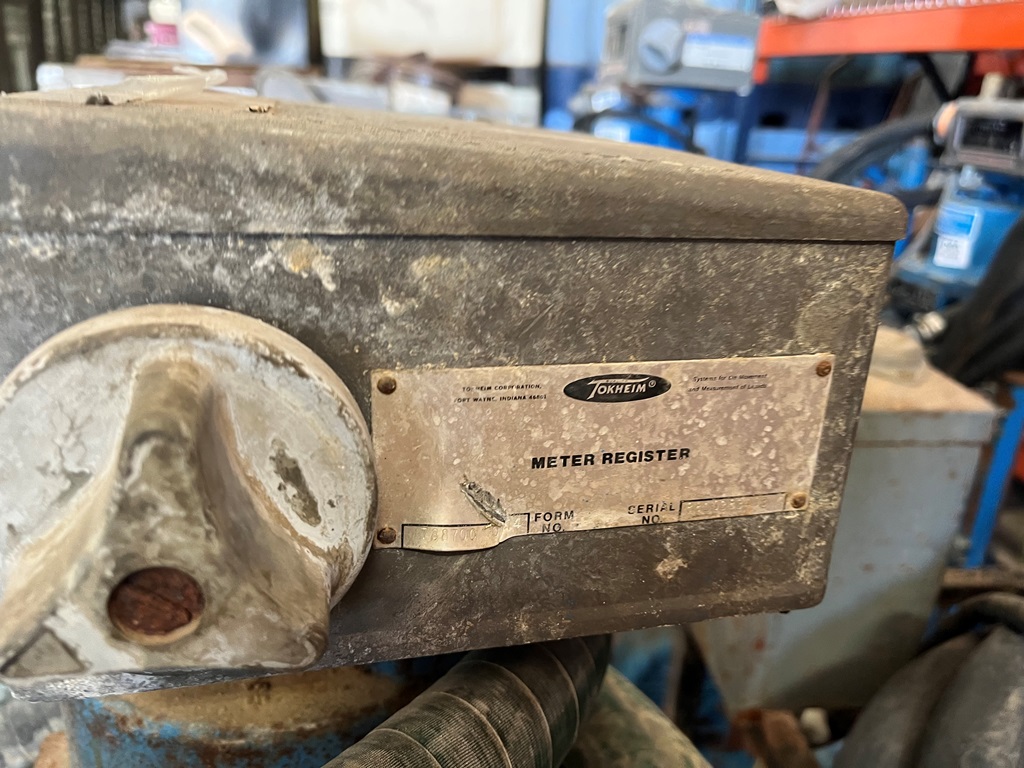 TOKHEIM CORPORATION,
FORT WAYNE, INDIANA
TOKHEIM ®
Systems for the Movement
and Measurement of Liquids
METER REGISTER
FORM
NO.
SERIAL
NO.